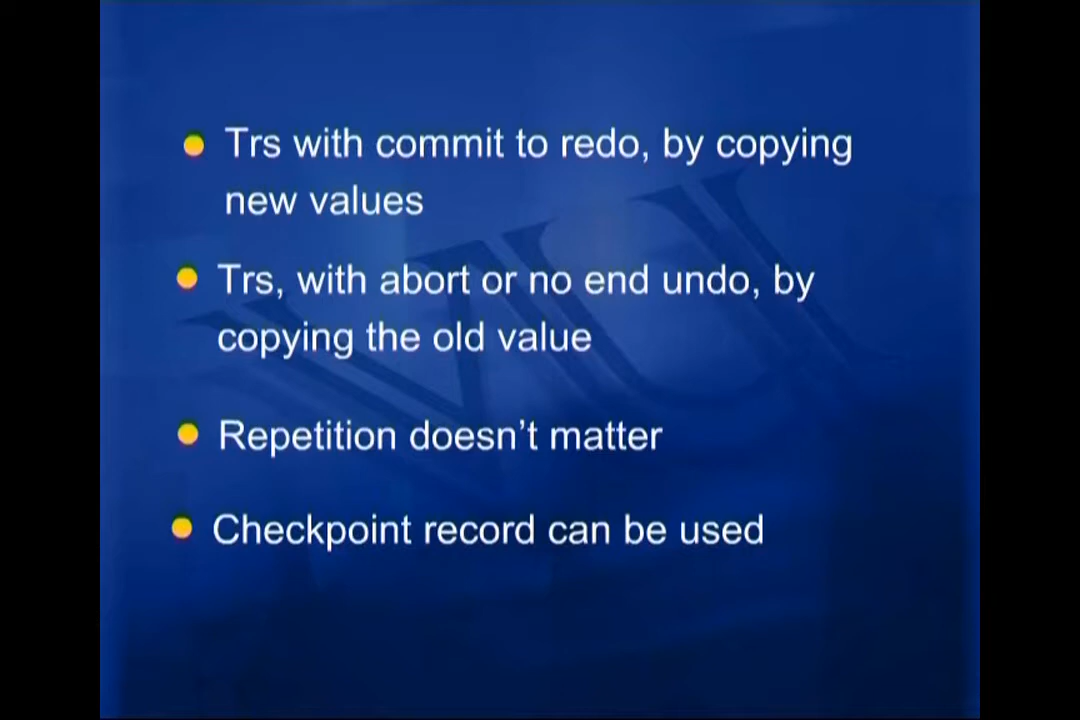 Trs with commit to redo, by copying
new values
Trs, with abort or no end undo, by
copying the old value
Repetition doesn’t matter
Checkpoint record can be used
VU